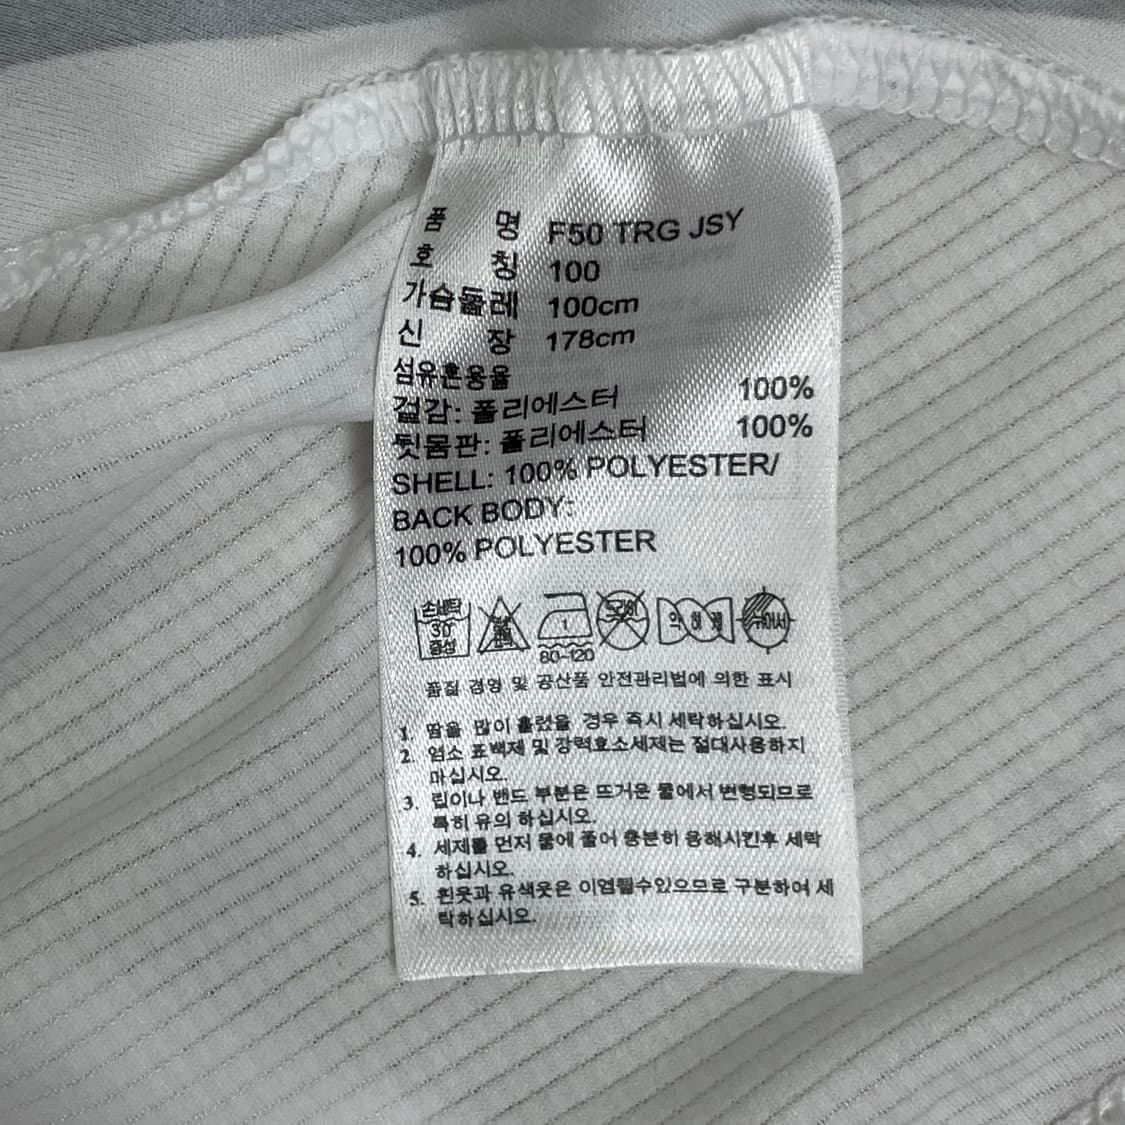 품 명 F50 TRG JSY
호 칭 100
가슴둘레 100cm
신 장 178cm
섬유혼용율
겉감: 폴리에스터 100%
뒷몸판: 폴리에스터 100%
SHELL: 100% POLYESTER/
BACK BODY:
100% POLYESTER
손세탁 30° 중성 1 80~120 드라이 약하게 뉘어서
품질 경영 및 공산품 안전관리법에 의한 표시
1. 땀을 많이 흘렸을 경우 즉시 세탁하십시오.
2. 염소 표백제 및 강력효소세제는 절대사용하지
마십시오.
3. 립이나 밴드 부분은 뜨거운 물에서 변형되므로
특히 유의 하십시오.
4. 세제를 먼저 물에 풀어 충분히 용해시킨후 세탁
하십시오.
5. 흰옷과 유색옷은 이염될수있으므로 구분하여 세
탁하십시오.